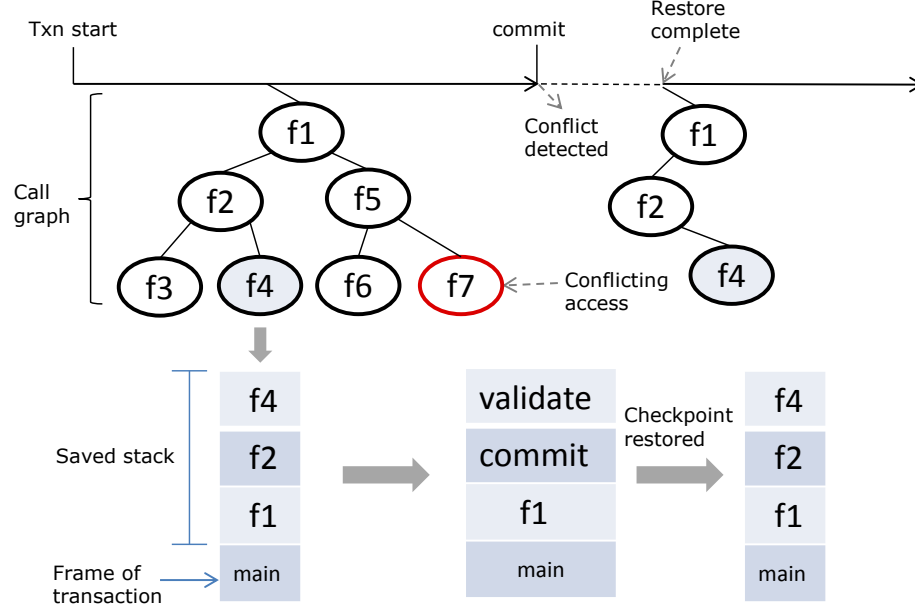 Txn start
commit
Restore
complete
Conflict
detected
Call
graph
f1
f2
f5
f3
f4
f6
f7
Conflicting
access
f1
f2
f4
Saved stack
f4
f2
f1
main
Frame of
transaction
validate
commit
f1
main
Checkpoint
restored
f4
f2
f1
main